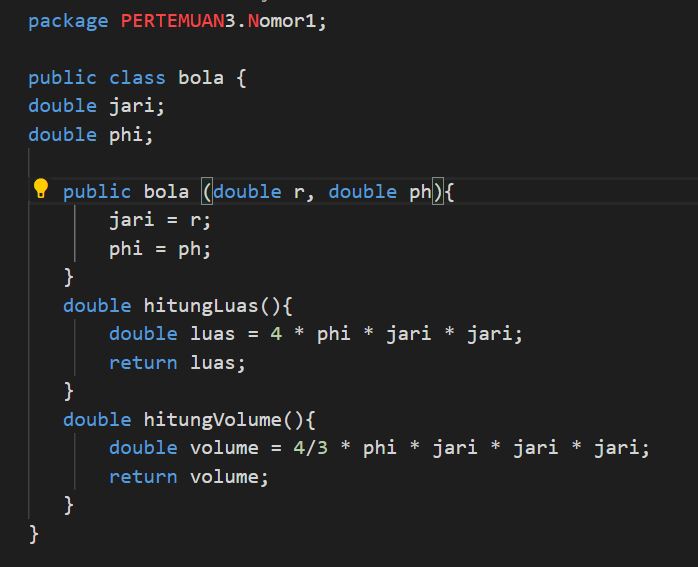 package PERTEMUAN3.Nomor1;
public class bola {
double jari;
double phi;
public bola (double r, double ph){
jari = r;
phi = ph;
}
double hitungLuas(){
double luas = 4 * phi * jari * jari;
return luas;
}
double hitungVolume(){
double volume = 4/3 * phi * jari * jari * jari;
return volume;
}
}